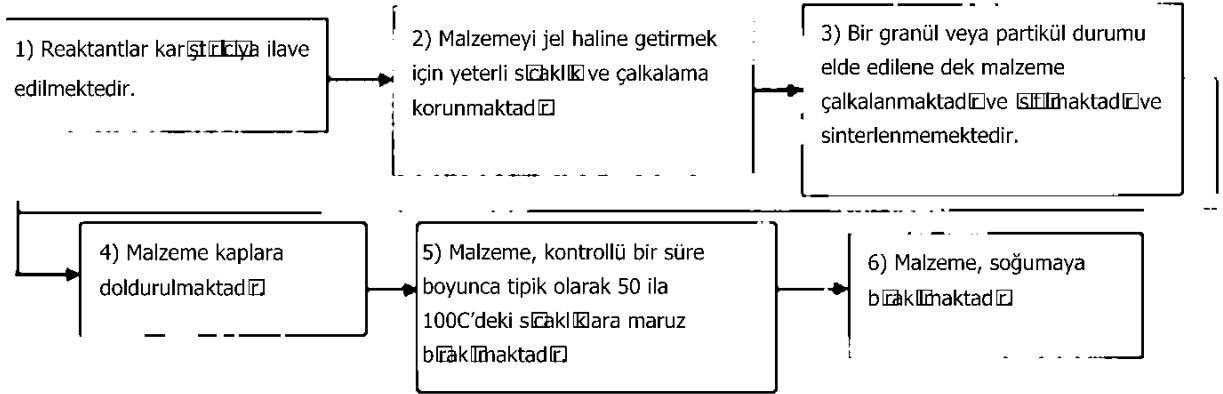 1) Reaktantlar karıştırıcıya ilave
edilmektedir.
2) Malzemeyi jel haline getirmek
için yeterli sıcaklık ve çalkalama
korunmaktadır.
3) Bir granül veya partikül durumu
elde edilene dek malzeme
çalkalanmaktadır ve ısıtılmaktadır ve
sinterlenmemektedir.
4) Malzeme kaplara
doldurulmaktadır.
5) Malzeme, kontrollü bir süre
boyunca tipik olarak 50 ila
100C'deki sıcaklıklara maruz
bırakılmaktadır.
6) Malzeme, soğumaya
bırakılmaktadır.